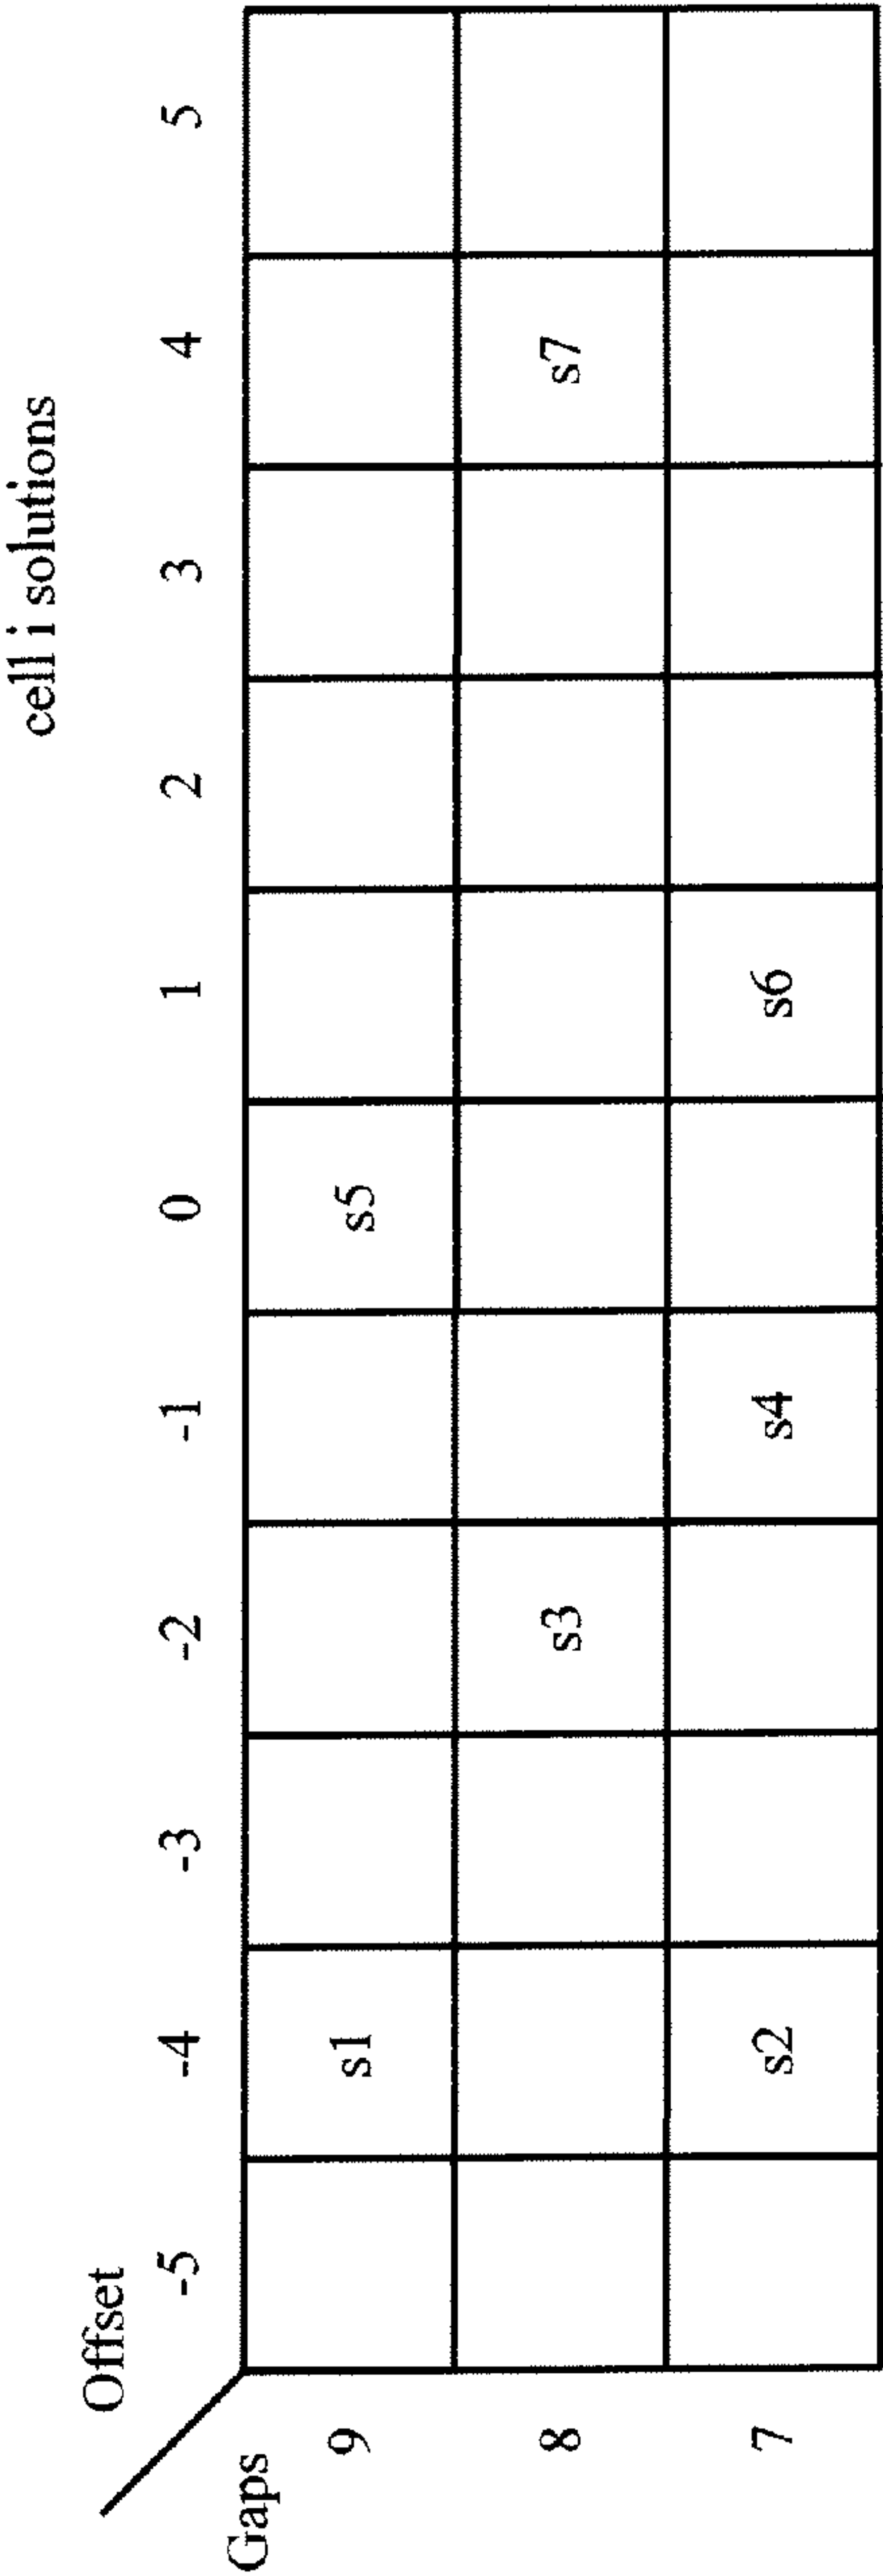 cell i solutions
Offset
-5 -4 -3 -2 -1 0 1 2 3 4 5
Gaps
9 s1 s5
8 s3 s7
7 s2 s4 s6